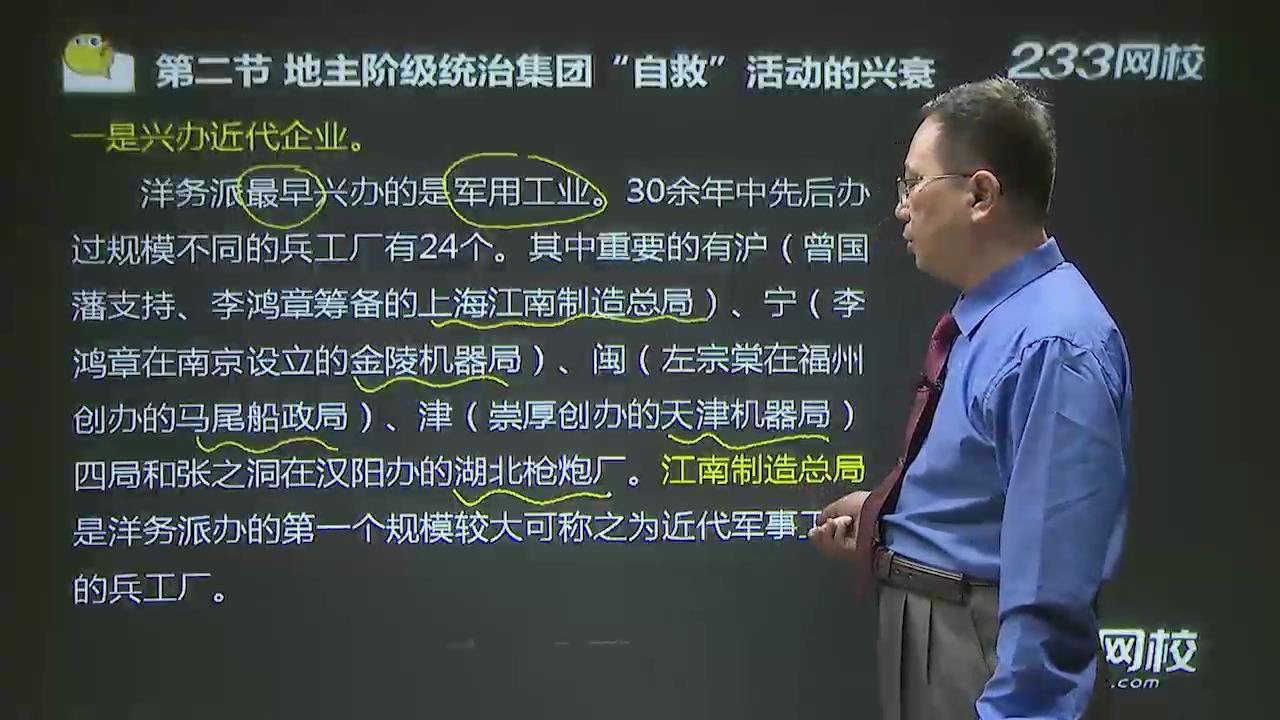 第二节 地主阶级统治集团“自救”活动的兴衰
233网校
一是兴办近代企业。
洋务派最早兴办的是军用工业。30余年中先后办
过规模不同的兵工厂有24个。其中重要的有沪（曾国
藩支持、李鸿章筹备的上海江南制造总局）、宁（李
鸿章在南京设立的金陵机器局）、闽（左宗棠在福州
创办的马尾船政局）、津（崇厚创办的天津机器局）
四局和张之洞在汉阳办的湖北枪炮厂。江南制造总局
是洋务派办的第一个规模较大可称之为近代军事工
的兵工厂。
网校
.com